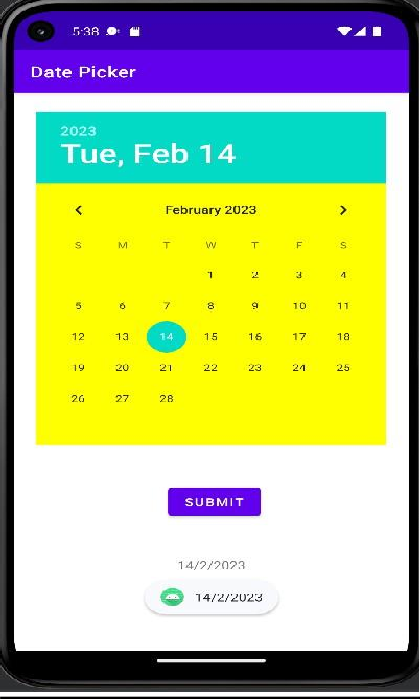 5:38
Date Picker
2023
Tue, Feb 14
February 2023
S M T W T F S
1 2 3 4
5 6 7 8 9 10 11
12 13 14 15 16 17 18
19 20 21 22 23 24 25
26 27 28
SUBMIT
14/2/2023
14/2/2023